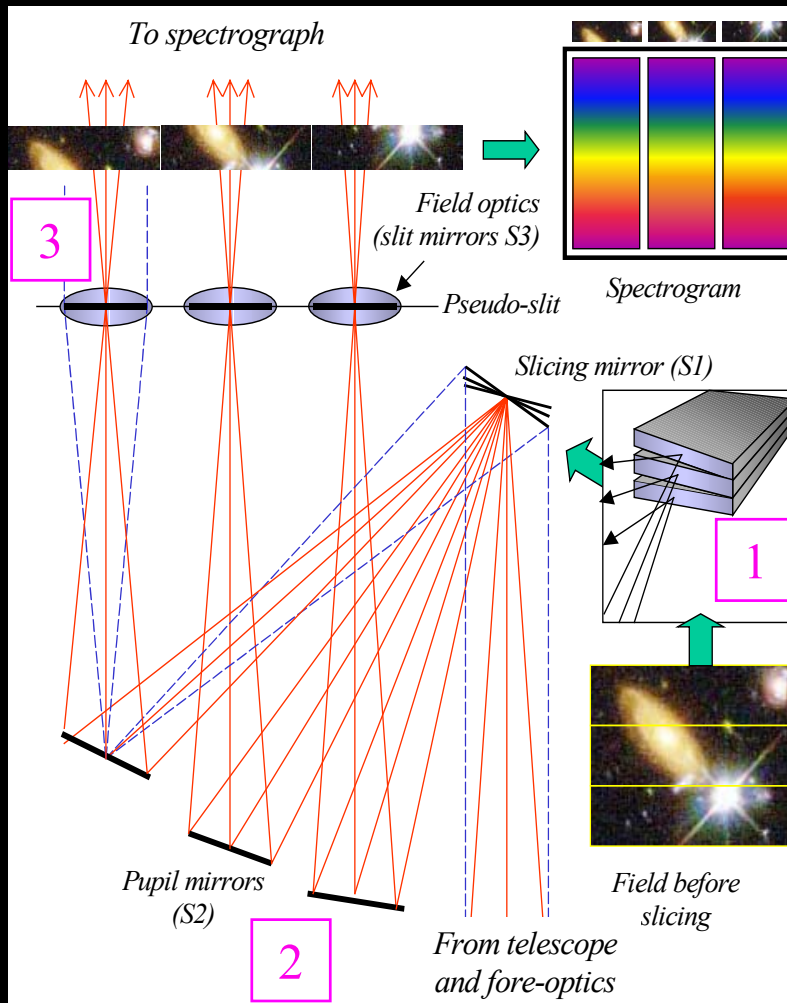 To spectrograph
Field optics
(slit mirrors S3)
3
Spectrogram
Pseudo-slit
Slicing mirror (S1)
1
Pupil mirrors
(S2)
2
From telescope
and fore-optics
Field before
slicing